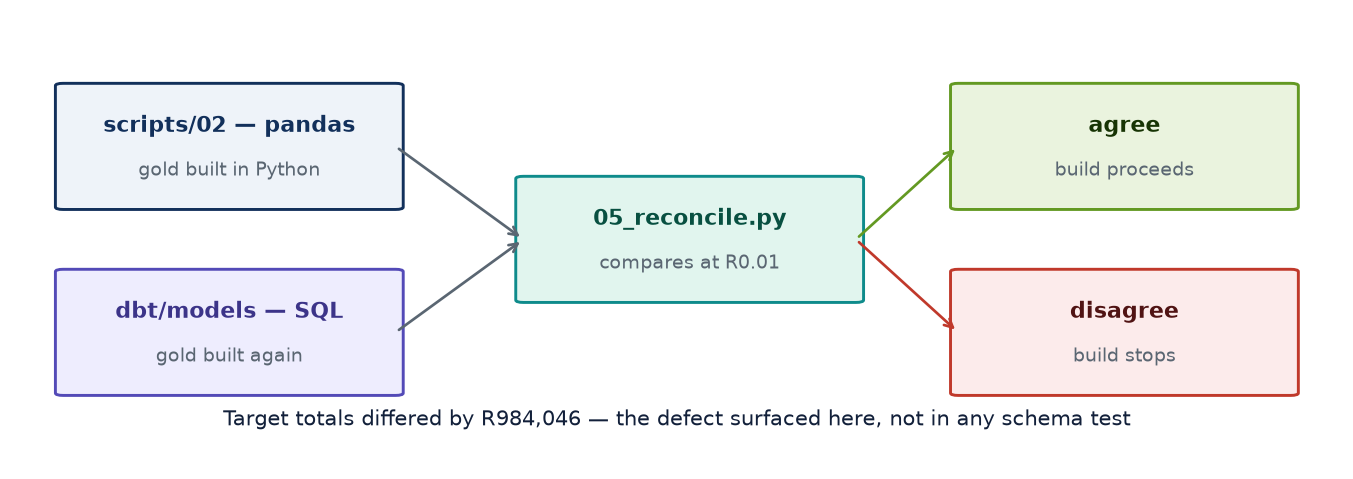 scripts/02 — pandas
gold built in Python
dbt/models — SQL
gold built again
05_reconcile.py
compares at R0.01
agree
build proceeds
disagree
build stops
Target totals differed by R984,046 — the defect surfaced here, not in any schema test